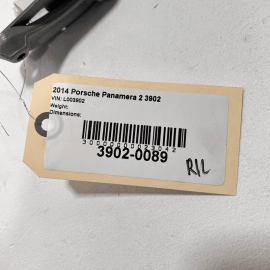 2014 Porsche Panamera 2 3902
VIN: L003902
Weight:
Dimensions:
3902-0089
R/L